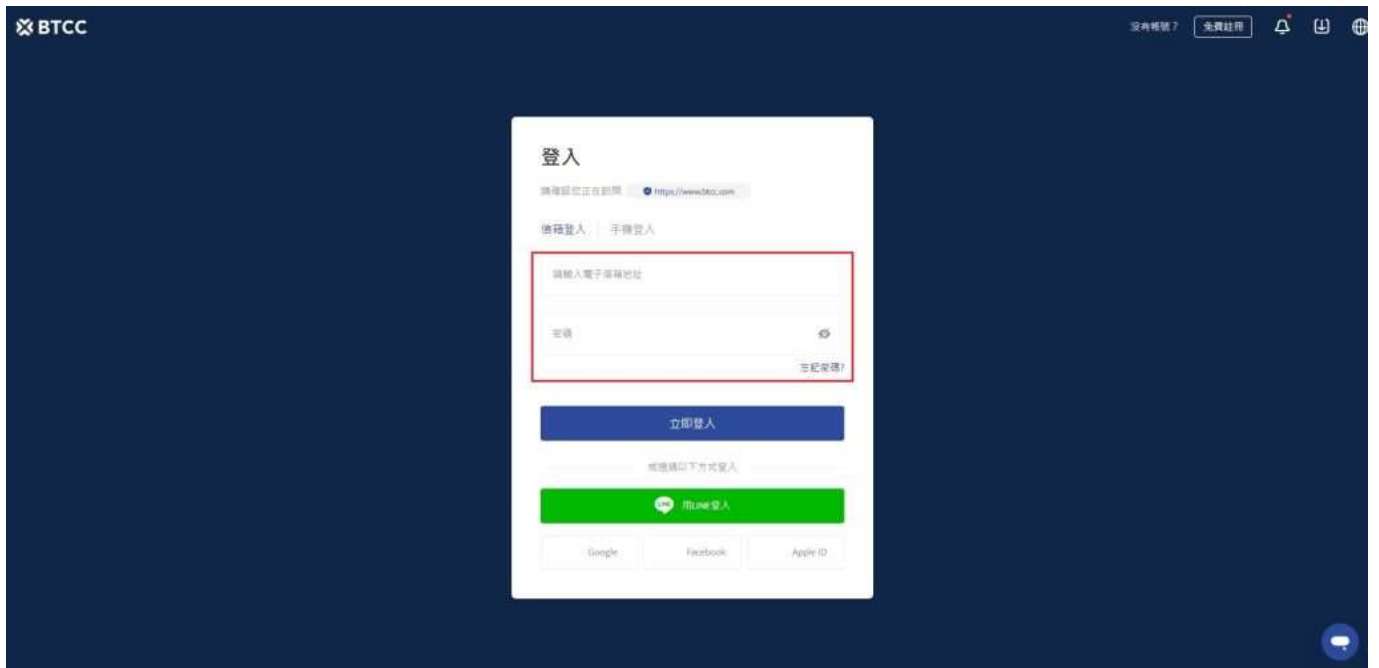 BTCC
沒有帳號？ 免費註冊
登入
請確認您正在訪問 https://www.btcc.com
信箱登入 手機登入
請輸入電子信箱地址
密碼
忘記密碼?
立即登入
或透過以下方式登入
LINE 用LINE登入
Google Facebook Apple ID